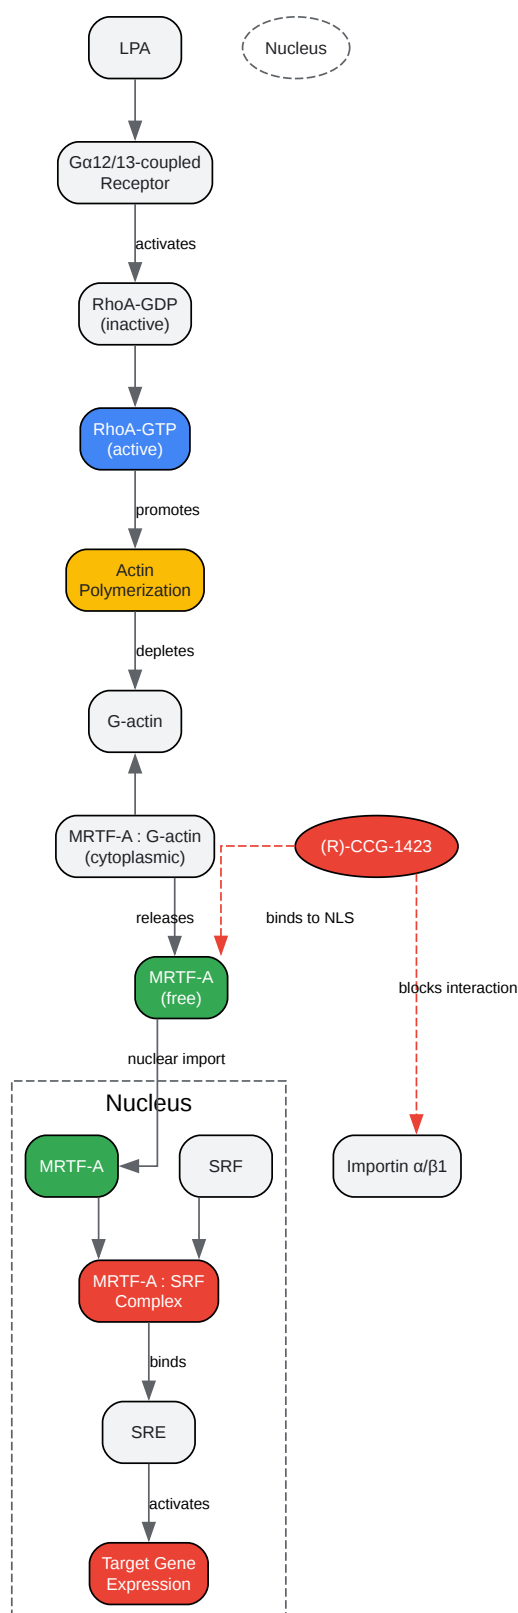 LPA
Nucleus
Gα12/13-coupled
Receptor
activates
RhoA-GDP
(inactive)
RhoA-GTP
(active)
promotes
Actin
Polymerization
depletes
G-actin
MRTF-A : G-actin
(cytoplasmic)
(R)-CCG-1423
releases
binds to NLS
MRTF-A
(free)
blocks interaction
nuclear import
Nucleus
MRTF-A
SRF
Importin α/β1
MRTF-A : SRF
Complex
binds
SRE
activates
Target Gene
Expression